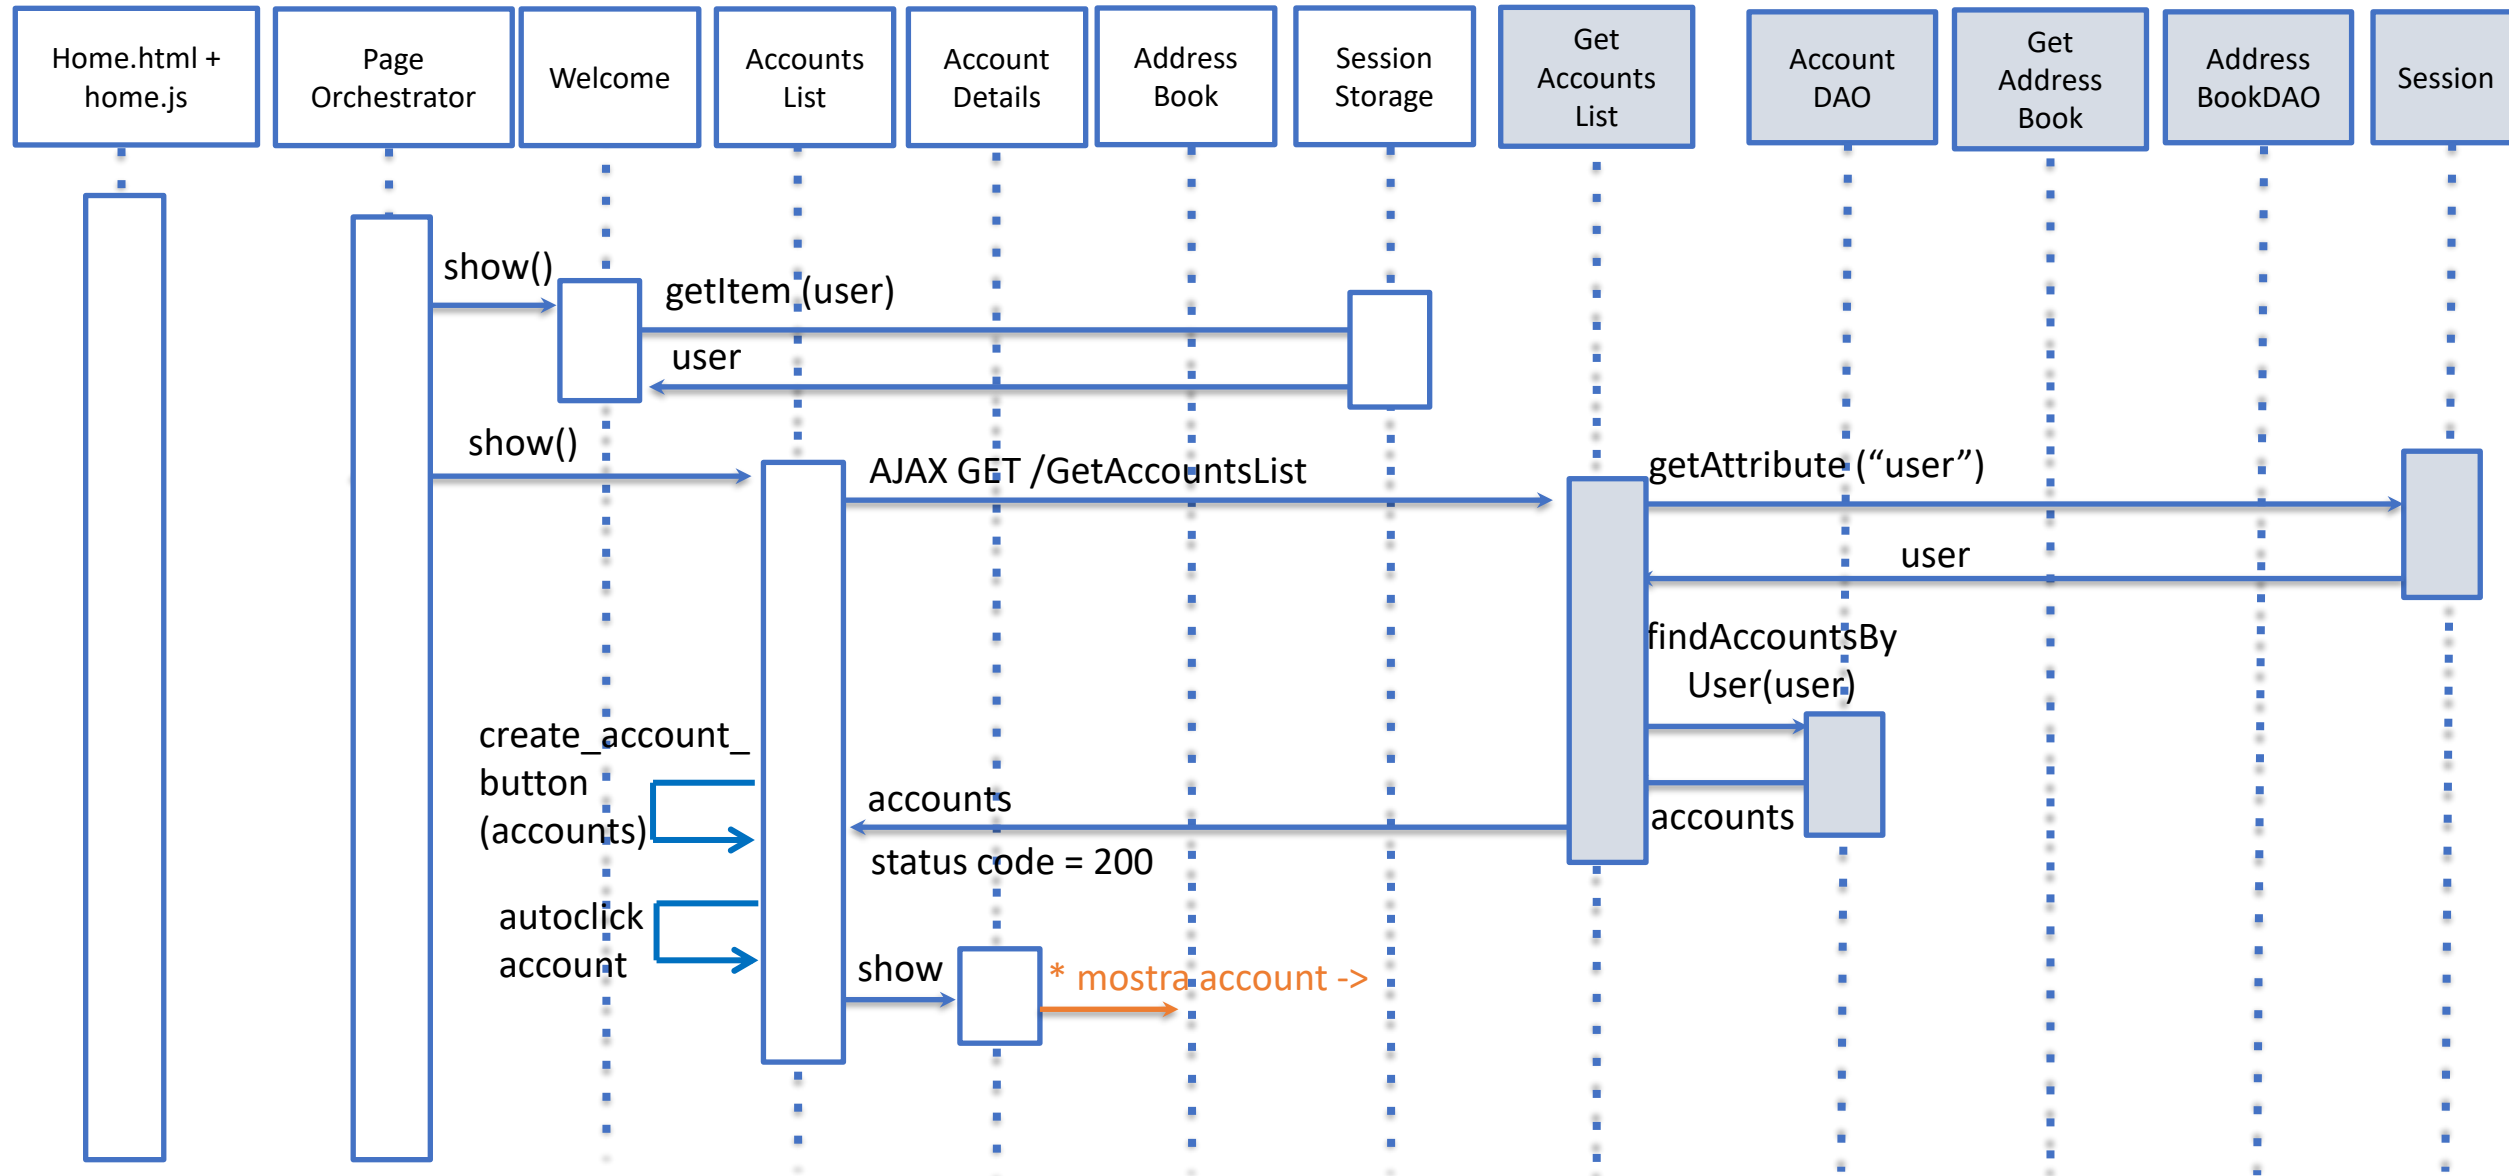 Home.html +
home.js
Page
Orchestrator
Welcome
Accounts
List
Account
Details
Address
Book
Session
Storage
Get
Accounts
List
Account
DAO
Get
Address
Book
Address
BookDAO
Session
show()
getItem (user)
user
show()
AJAX GET /GetAccountsList
getAttribute (“user”)
user
findAccountsBy
User(user)
create_account_
button
(accounts)
accounts
accounts
status code = 200
autoclick
account
show
* mostra account ->